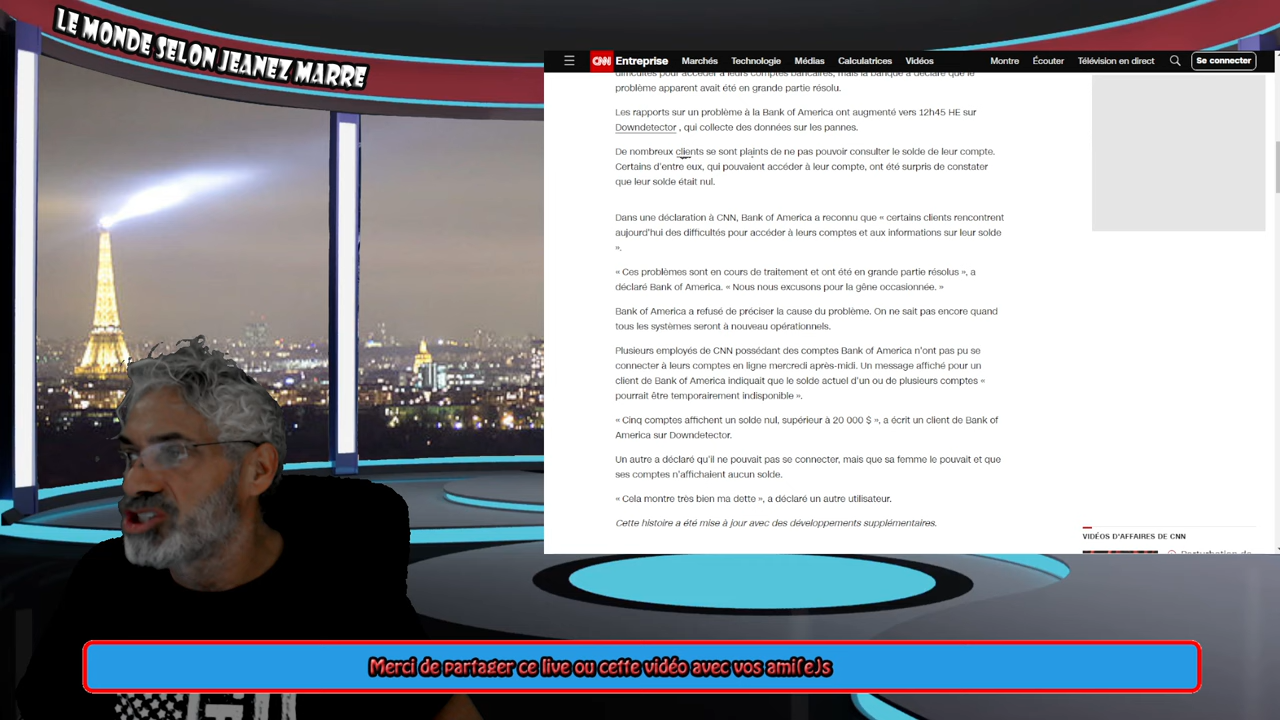 LE MONDE SELON JEANEZ MARRE
CNN Entreprise Marchés Technologie Médias Calculatrices Vidéos Montre Écouter Télévision en direct Se connecter
difficultés pour accéder à leurs comptes bancaires, mais la banque a déclaré que le
problème apparent avait été en grande partie résolu.
Les rapports sur un problème à la Bank of America ont augmenté vers 12h45 HE sur
Downdetector , qui collecte des données sur les pannes.
De nombreux clients se sont plaints de ne pas pouvoir consulter le solde de leur compte.
Certains d'entre eux, qui pouvaient accéder à leur compte, ont été surpris de constater
que leur solde était nul.
Dans une déclaration à CNN, Bank of America a reconnu que « certains clients rencontrent
aujourd'hui des difficultés pour accéder à leurs comptes et aux informations sur leur solde
».
« Ces problèmes sont en cours de traitement et ont été en grande partie résolus », a
déclaré Bank of America. « Nous nous excusons pour la gêne occasionnée. »
Bank of America a refusé de préciser la cause du problème. On ne sait pas encore quand
tous les systèmes seront à nouveau opérationnels.
Plusieurs employés de CNN possédant des comptes Bank of America n'ont pas pu se
connecter à leurs comptes en ligne mercredi après-midi. Un message affiché pour un
client de Bank of America indiquait que le solde actuel d'un ou de plusieurs comptes «
pourrait être temporairement indisponible ».
« Cinq comptes affichent un solde nul, supérieur à 20 000 $ », a écrit un client de Bank of
America sur Downdetector.
Un autre a déclaré qu'il ne pouvait pas se connecter, mais que sa femme le pouvait et que
ses comptes n'affichaient aucun solde.
« Cela montre très bien ma dette », a déclaré un autre utilisateur.
Cette histoire a été mise à jour avec des développements supplémentaires.
VIDÉOS D'AFFAIRES DE CNN
Perturbation de
Merci de partager ce live ou cette vidéo avec vos ami(e)s